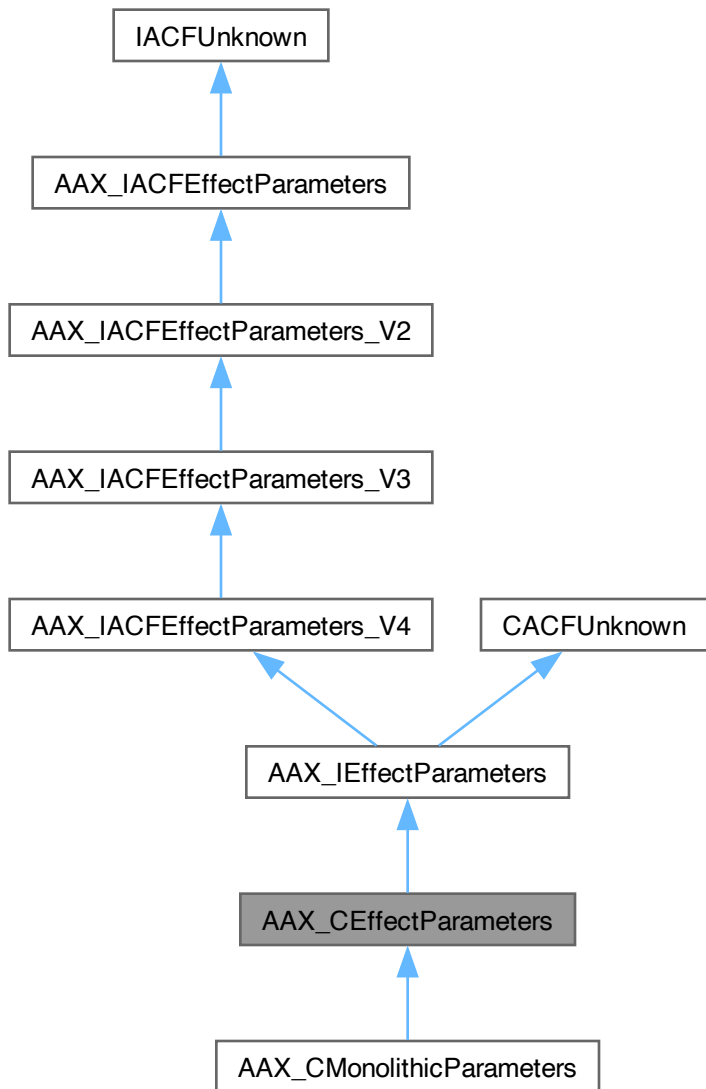 IACFUnknown
AAX_IACFEffectParameters
AAX_IACFEffectParameters_V2
AAX_IACFEffectParameters_V3
AAX_IACFEffectParameters_V4
CACFUnknown
AAX_IEffectParameters
AAX_CEffectParameters
AAX_CMonolithicParameters